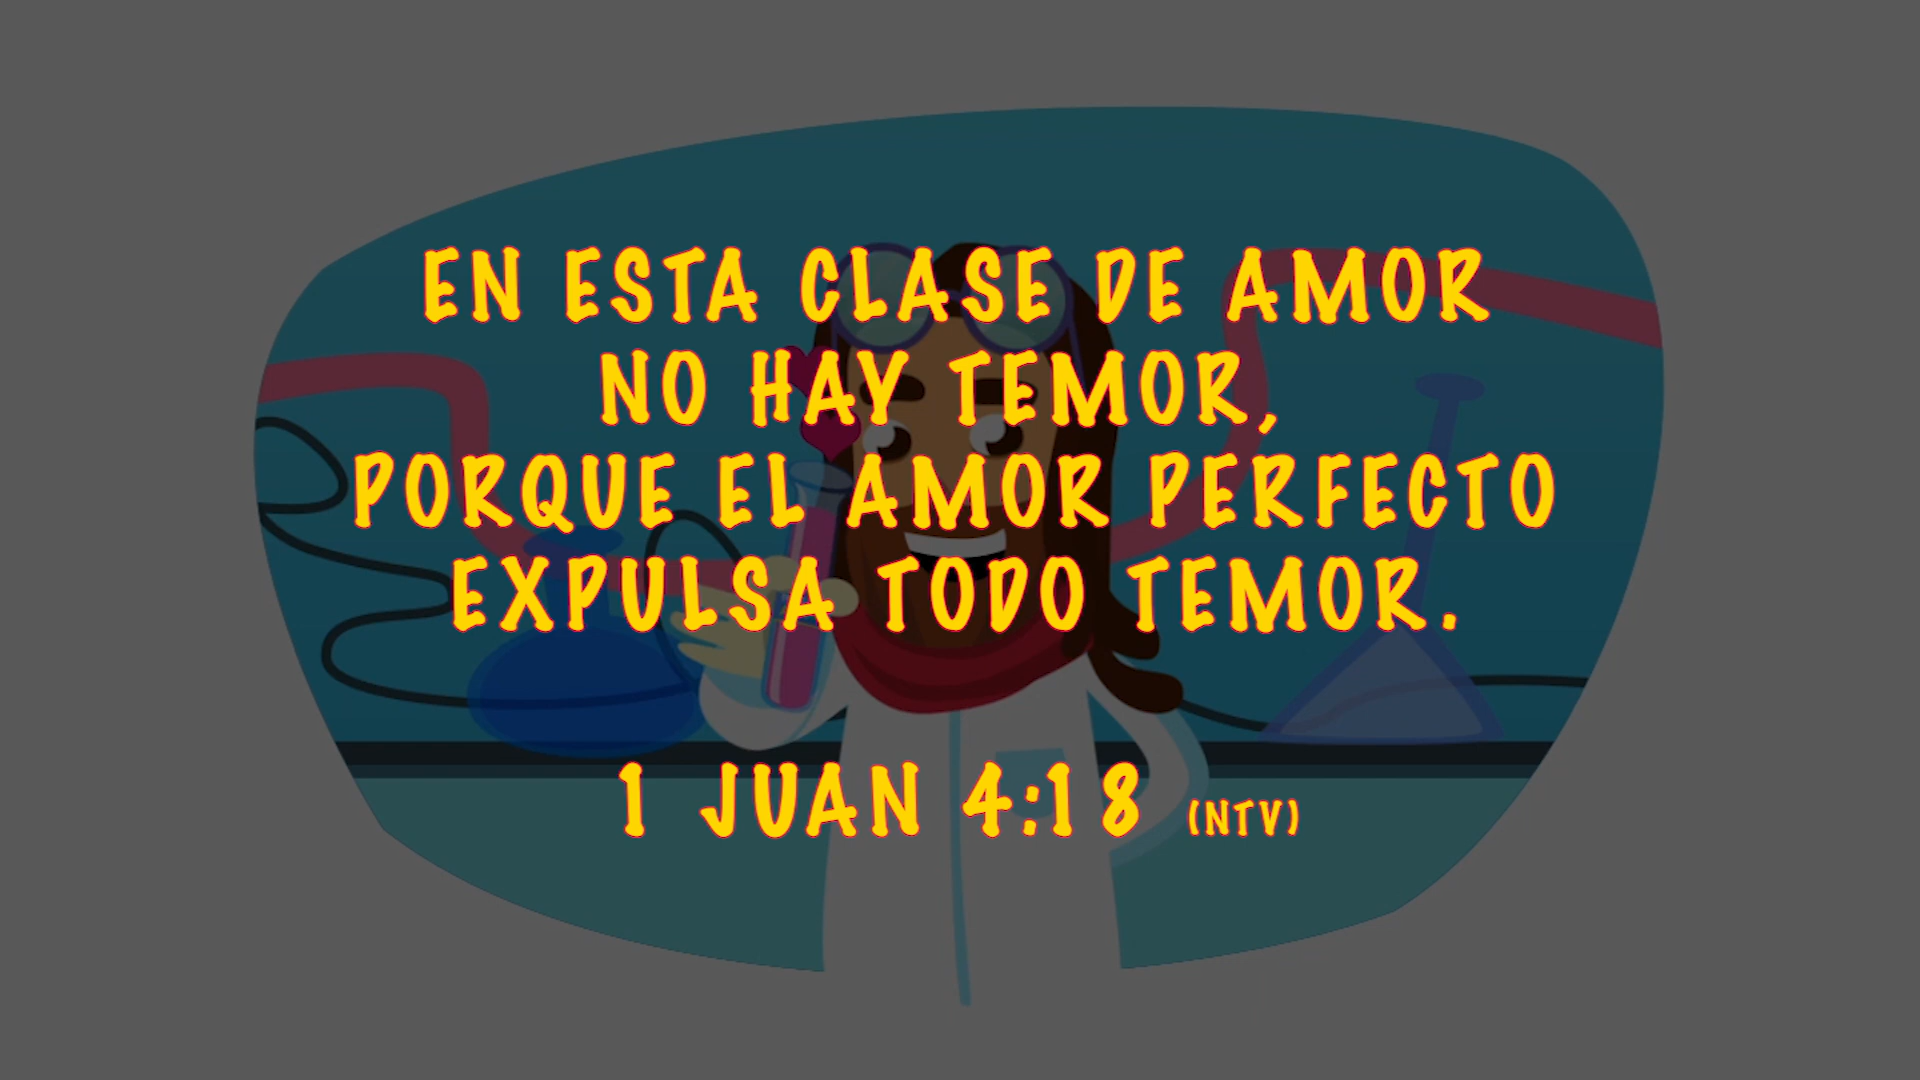 EN ESTA CLASE DE AMOR
NO HAY TEMOR,
PORQUE EL AMOR PERFECTO
EXPULSA TODO TEMOR.
1 JUAN 4:18 (NTV)